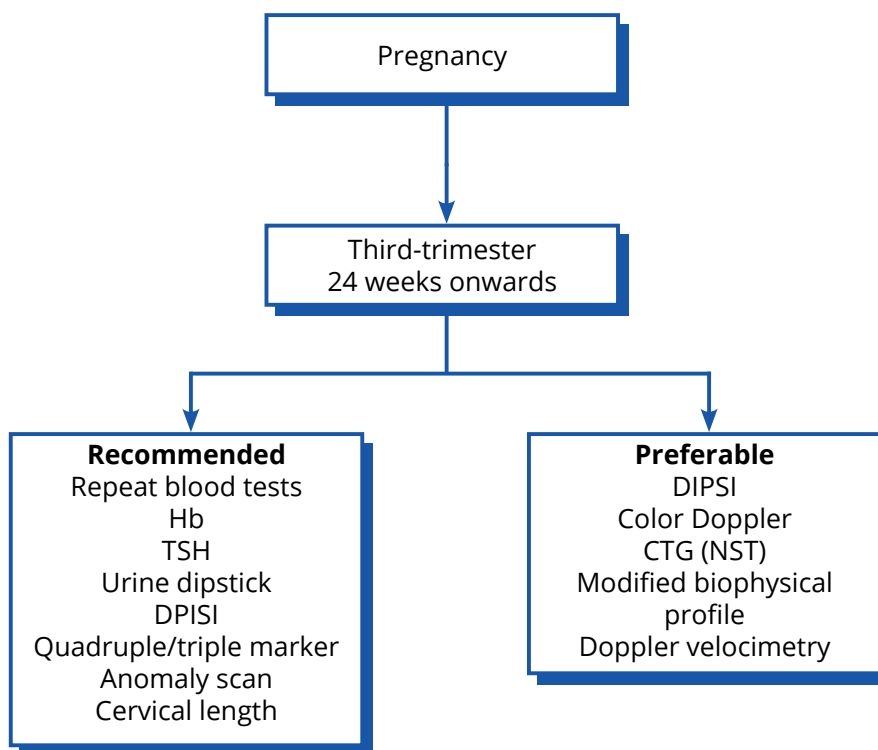 Pregnancy
Third-trimester
24 weeks onwards
Recommended
Repeat blood tests
Hb
TSH
Urine dipstick
DPISI
Quadruple/triple marker
Anomaly scan
Cervical length
Preferable
DIPSI
Color Doppler
CTG (NST)
Modified biophysical
profile
Doppler velocimetry